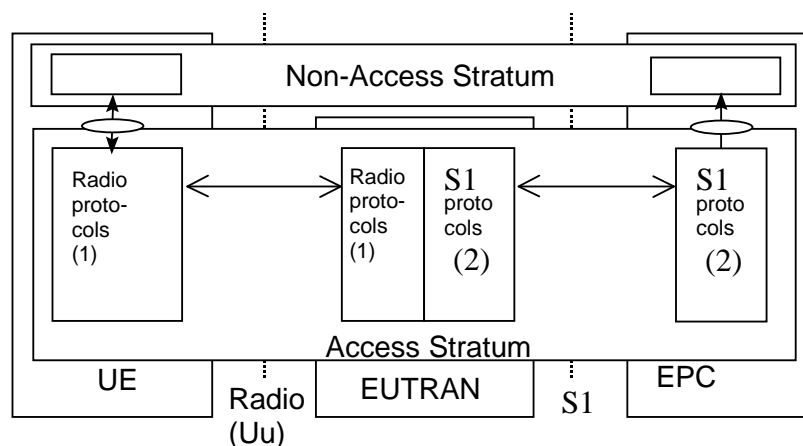 Non-Access Stratum
Radio
proto-
cols
(1)
Radio
proto-
cols
(1)
S1
proto
cols
(2)
S1
proto
cols
(2)
Access Stratum
UE
Radio
(Uu)
EUTRAN
S1
EPC